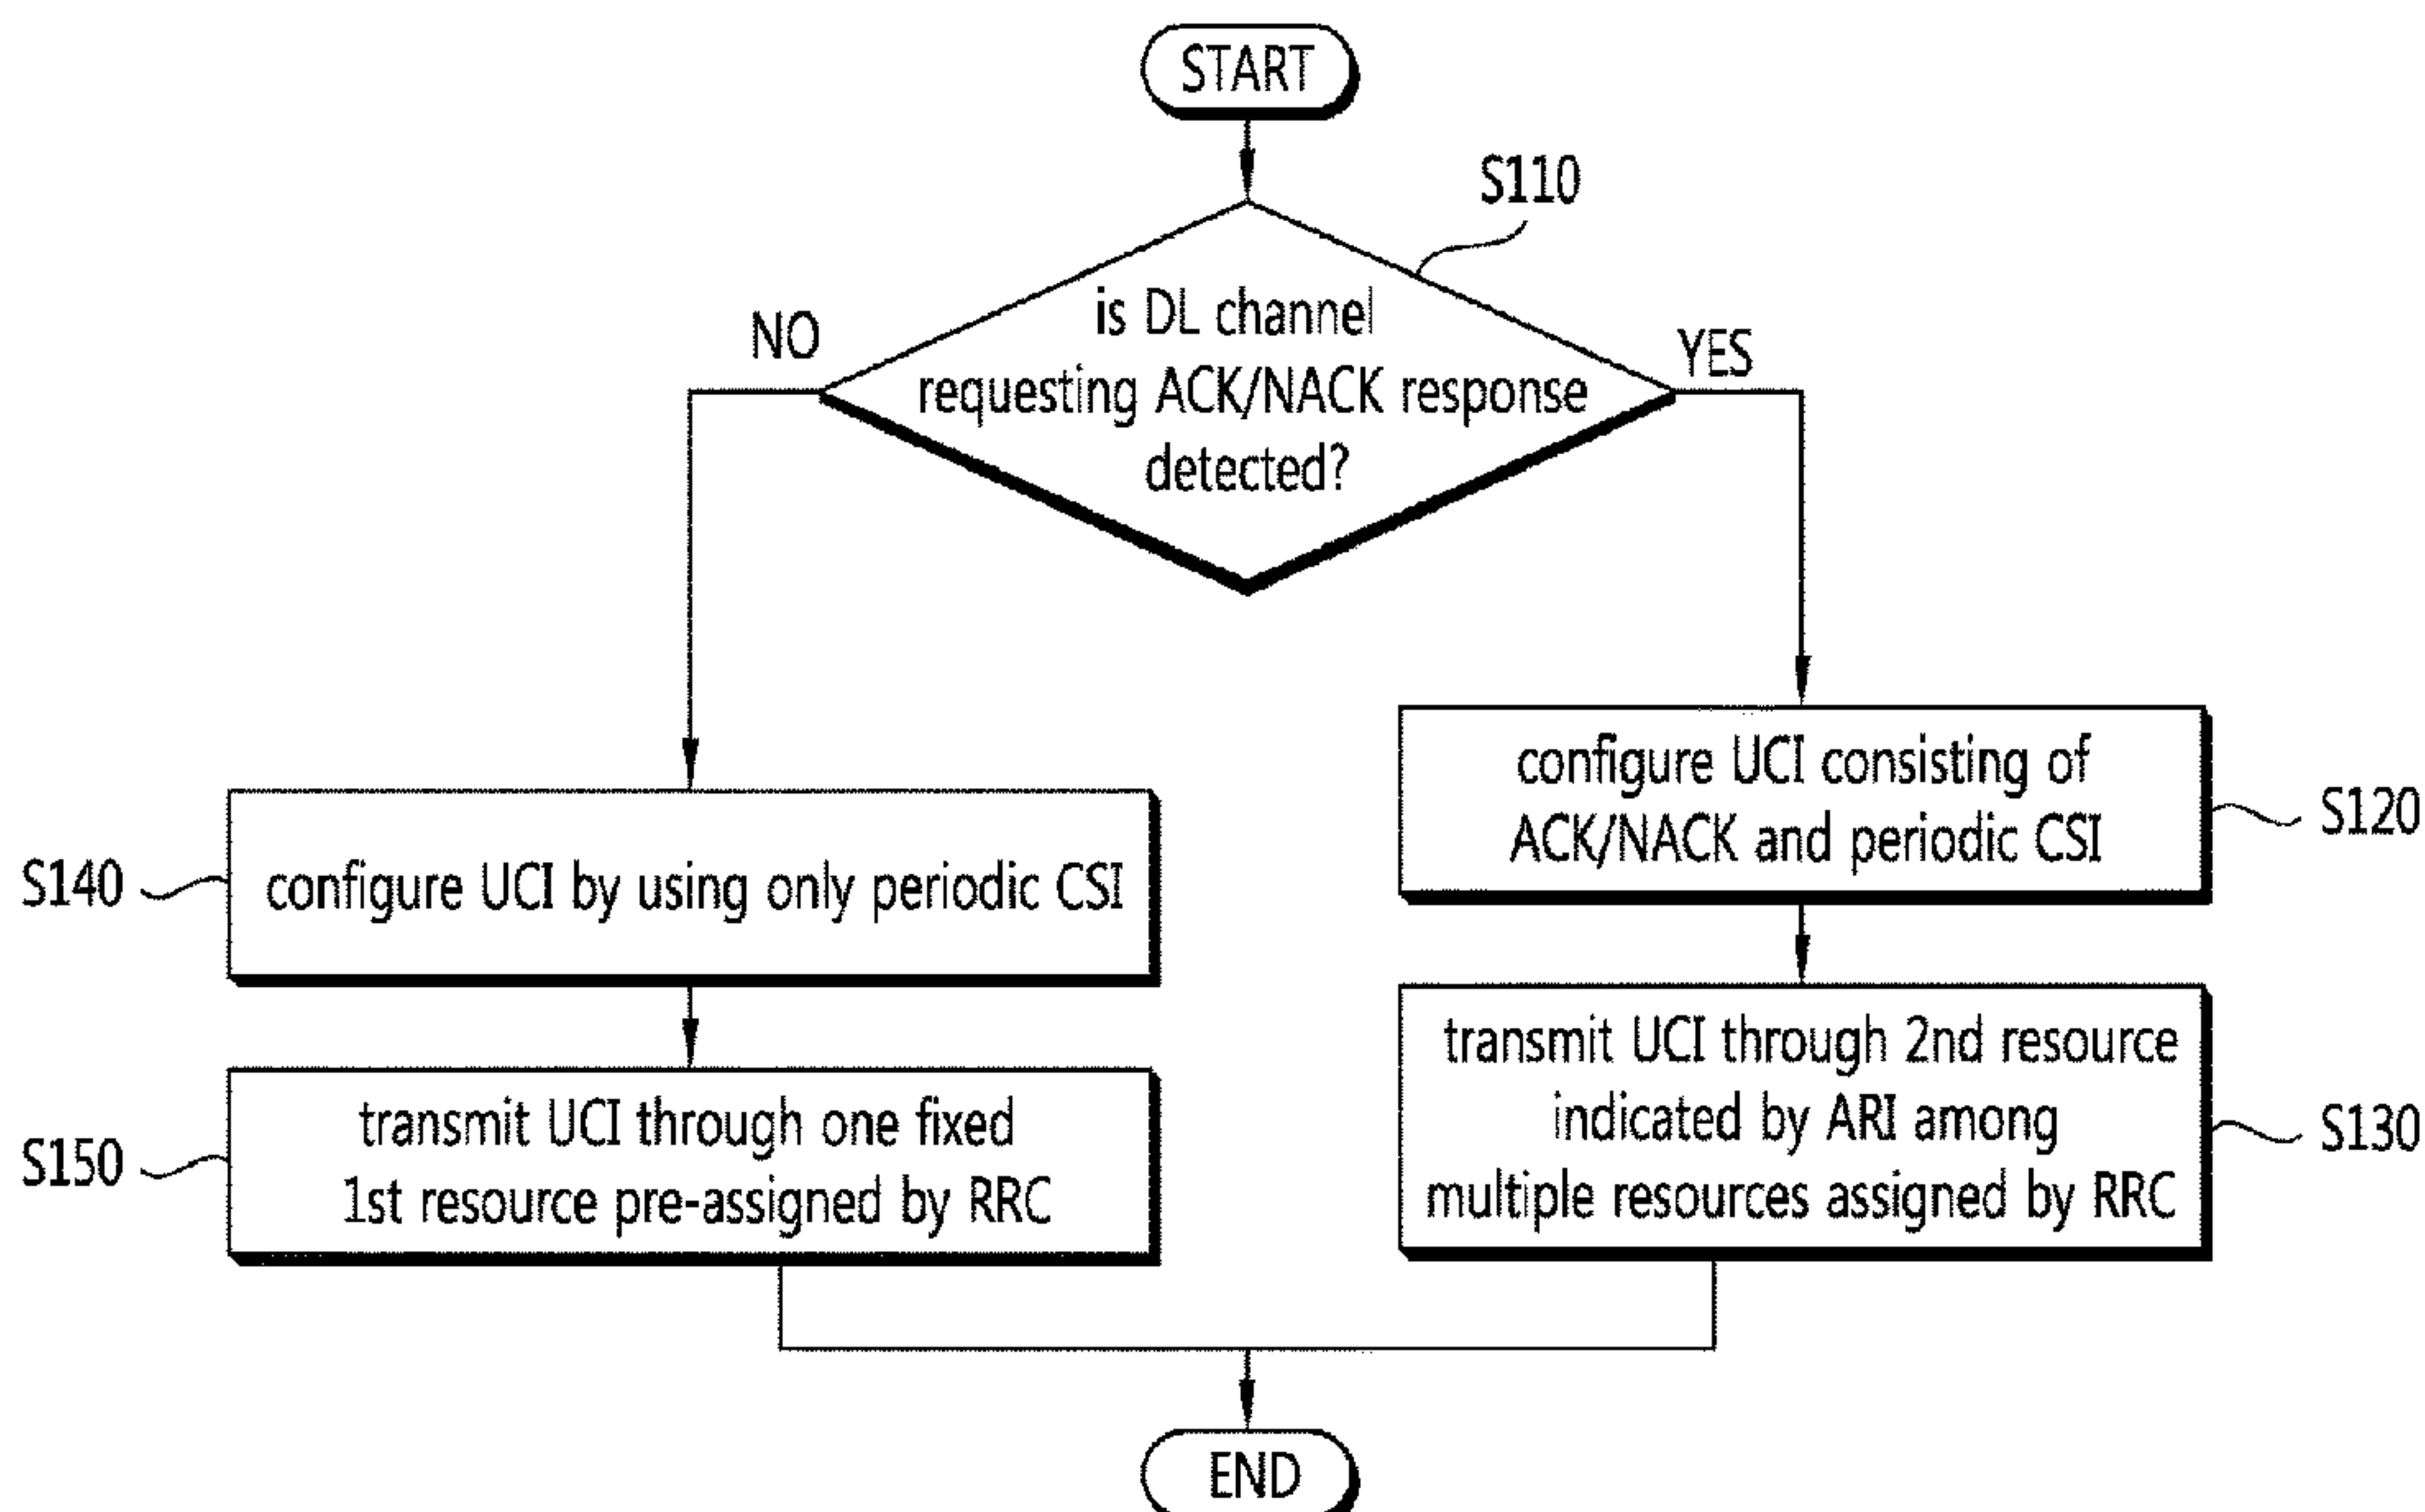 START
S110
is DL channel
requesting ACK/NACK response
detected?
NO
YES
configure UCI consisting of
ACK/NACK and periodic CSI
S120
S140
configure UCI by using only periodic CSI
transmit UCI through 2nd resource
indicated by ARI among
multiple resources assigned by RRC
S130
S150
transmit UCI through one fixed
1st resource pre-assigned by RRC
END